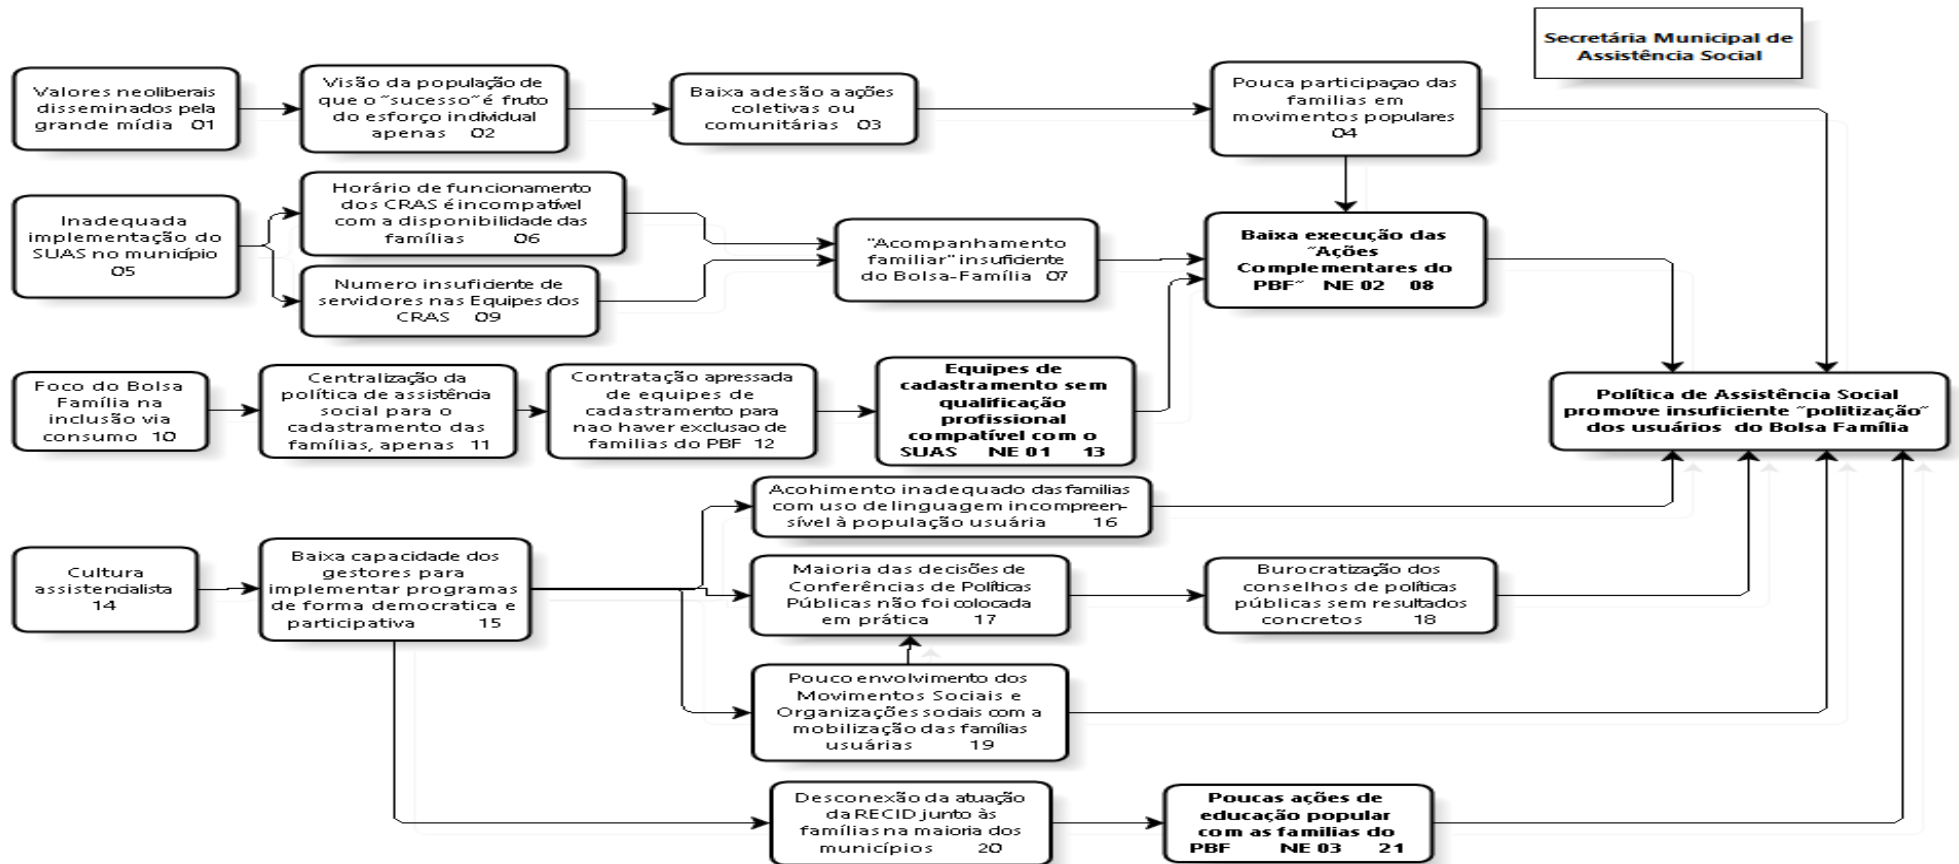 Secretária Municipal de
Assistência Social
Valores neoliberais
disseminados pela
grande mídia 01
Visão da população de
que o "sucesso" é fruto
do esforço individual
apenas 02
Baixa adesão a ações
coletivas ou
comunitárias 03
Pouca participaçao das
familias em
movimentos populares
04
Inadequada
implementação do
SUAS no município
05
Horário de funcionamento
dos CRAS é incompatível
com a disponibilidade das
famílias 06
Numero insuficiente de
servidores nas Equipes dos
CRAS 09
"Acompanhamento
familiar" insuficiente
do Bolsa-Família 07
Baixa execução das
"Ações
Complementares do
PBF" NE 02 08
Foco do Bolsa
Família na
inclusão via
consumo 10
Centralização da
política de assistência
social para o
cadastramento das
famílias, apenas 11
Contratação apressada
de equipes de
cadastramento para
nao haver exclusao de
familias do PBF 12
Equipes de
cadastramento sem
qualificação
profissional
compatível com o
SUAS NE 01 13
Política de Assistência Social
promove insuficiente "politização"
dos usuários do Bolsa Família
Cultura
assistencialista
14
Baixa capacidade dos
gestores para
implementar programas
de forma democratica e
participativa 15
Acohimento inadequado das familias
com uso de linguagem incompreen-
sível à população usuária 16
Maioria das decisões de
Conferências de Políticas
Públicas não foi colocada
em prática 17
Burocratização dos
conselhos de políticas
públicas sem resultados
concretos 18
Pouco envolvimento dos
Movimentos Sociais e
Organizações sociais com a
mobilização das famílias
usuárias 19
Desconexão da atuação
da RECID junto às
famílias na maioria dos
municípios 20
Poucas ações de
educação popular
com as familias do
PBF NE 03 21